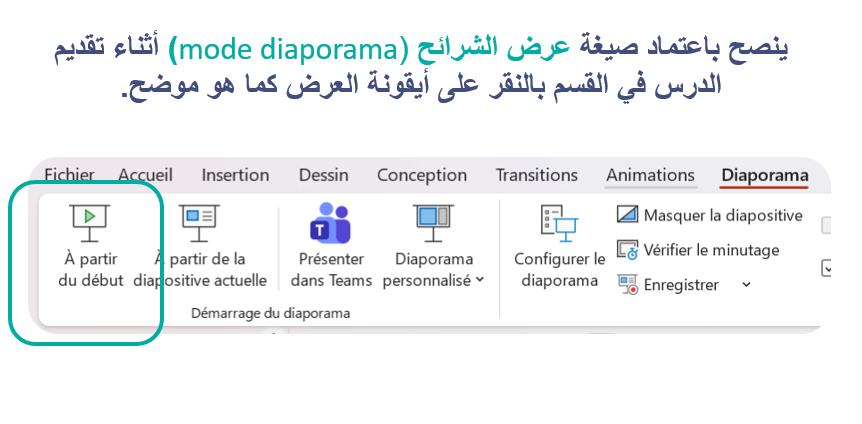 ينصح باعتماد صيغة عرض الشرائح (mode diaporama) أثناء تقديم
الدرس في القسم بالنقر على أيقونة العرض كما هو موضح.
Fichier Accueil Insertion Dessin Conception Transitions Animations Diaporama
À partir
du début
À partir de la
diapositive actuelle
Présenter
dans Teams
Diaporama
personnalisé
Configurer le
diaporama
Masquer la diapositive
Vérifier le minutage
Enregistrer
Démarrage du diaporama